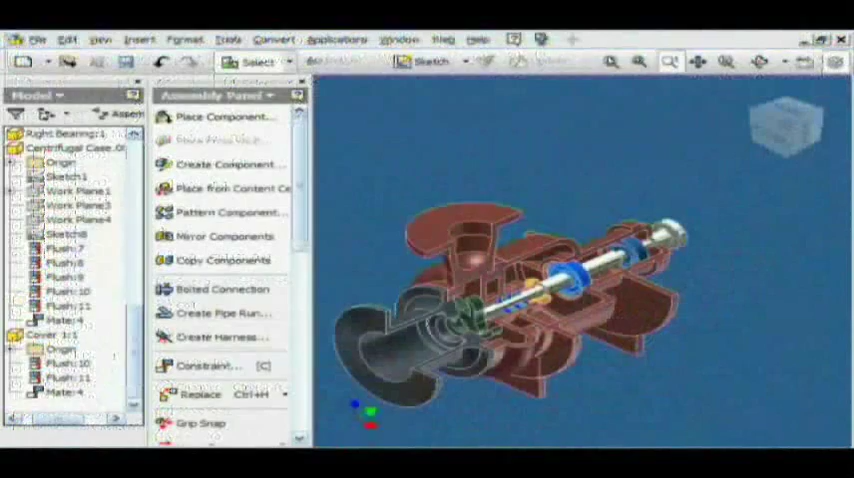 File Edit View Insert Format Tools Convert Applications Window Help
Select
Sketch
Model
Assem
Right Bearing:1
Centrifugal Case.0
Origin
Sketch1
Work Plane1
Work Plane3
Work Plane4
Sketch8
Flush:7
Flush:8
Flush:9
Flush:10
Flush:11
Mate:4
Cover 1:1
Origin
Flush:10
Flush:11
Mate:4
Assembly Panel
Place Component...
Create Component...
Place from Content Ce
Pattern Component...
Mirror Components
Copy Components
Bolted Connection
Create Pipe Run...
Create Harness...
Constraint... [C]
Replace Ctrl+H
Grip Snap